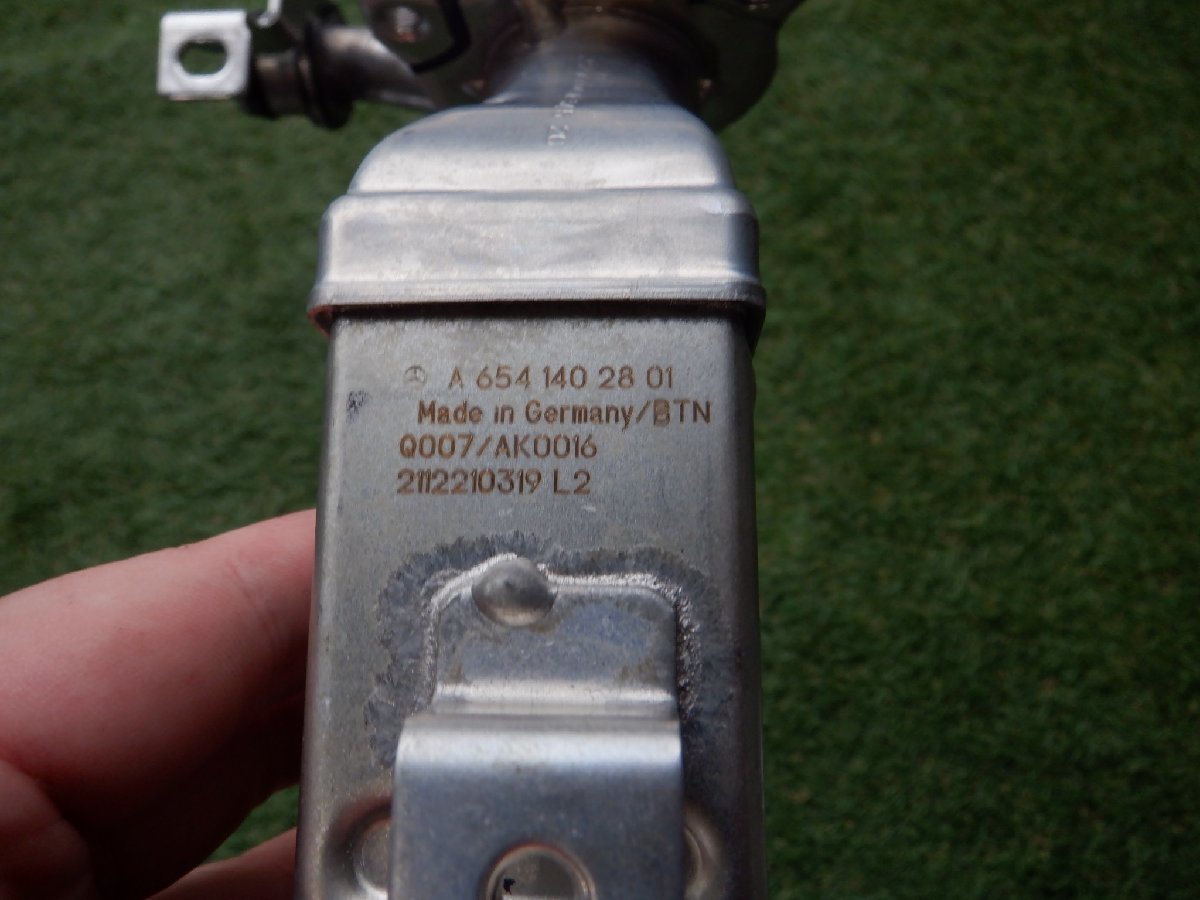 A 654 140 28 01
Made in Germany/BTN
Q007/AK0016
2112210319 L2